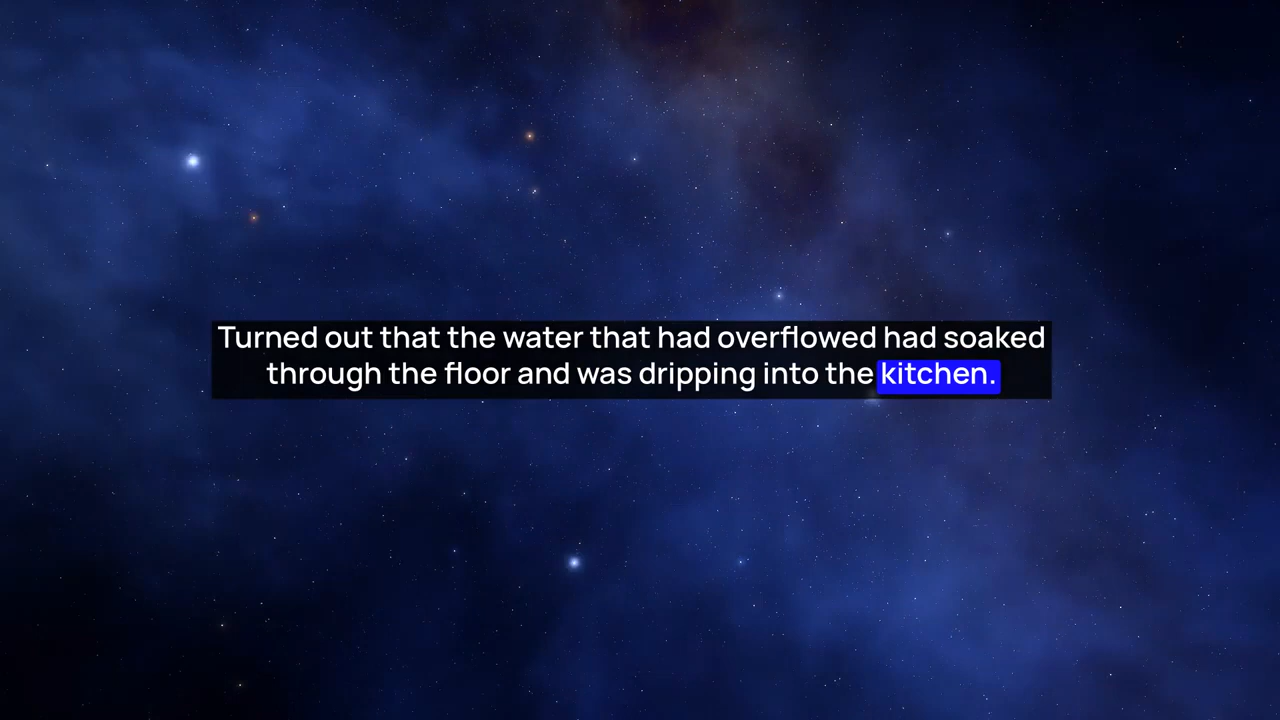 Turned out that the water that had overflowed had soaked
through the floor and was dripping into the kitchen.